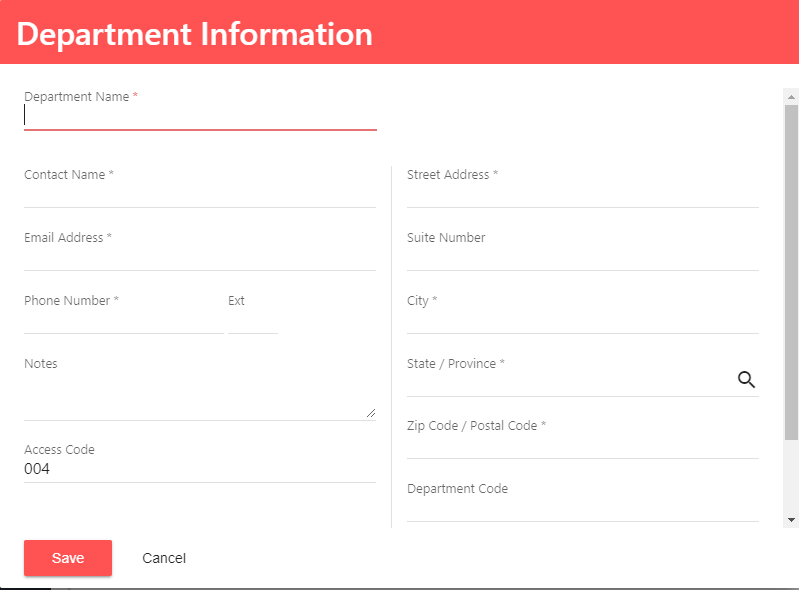 Department Information
Department Name *
Contact Name *
Email Address *
Phone Number *
Ext
Notes
Access Code
004
Street Address *
Suite Number
City *
State / Province *
Zip Code / Postal Code *
Department Code
Save
Cancel